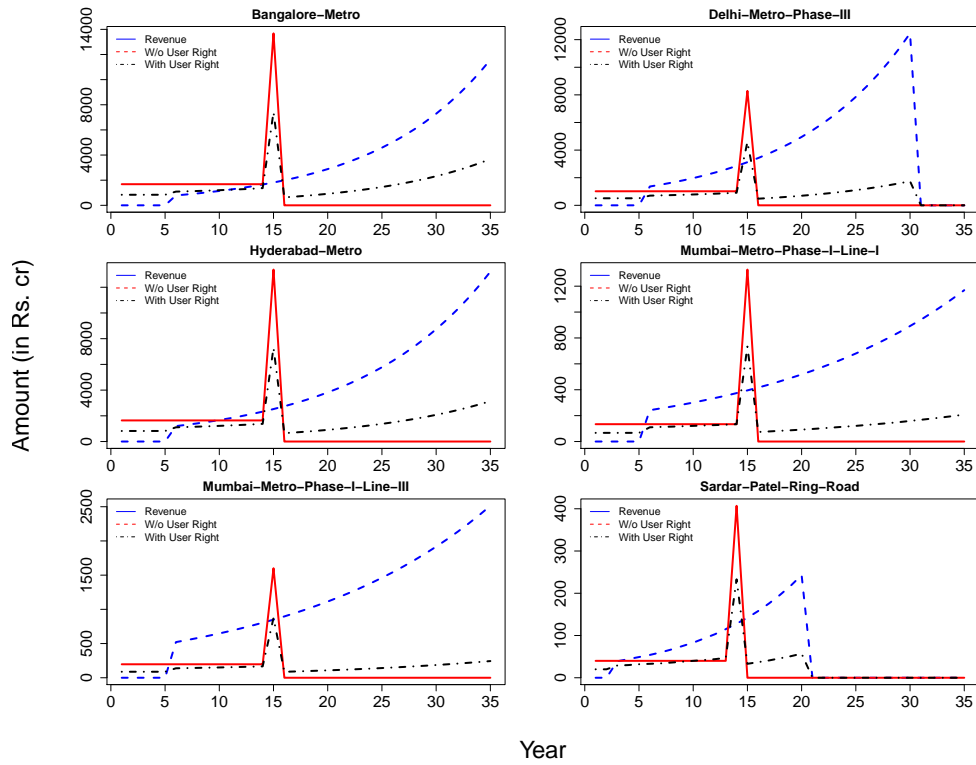 Bangalore−Metro
Revenue
W/o User Right
With User Right
0 4000 8000 14000
0 5 10 15 20 25 30 35
Delhi−Metro−Phase−III
Revenue
W/o User Right
With User Right
0 4000 8000 12000
0 5 10 15 20 25 30 35
Hyderabad−Metro
Revenue
W/o User Right
With User Right
0 4000 8000
0 5 10 15 20 25 30 35
Mumbai−Metro−Phase−I−Line−I
Revenue
W/o User Right
With User Right
0 400 800 1200
0 5 10 15 20 25 30 35
Mumbai−Metro−Phase−I−Line−III
Revenue
W/o User Right
With User Right
0 500 1500 2500
0 5 10 15 20 25 30 35
Sardar−Patel−Ring−Road
Revenue
W/o User Right
With User Right
0 100 200 300 400
0 5 10 15 20 25 30 35
Amount (in Rs. cr)
Year